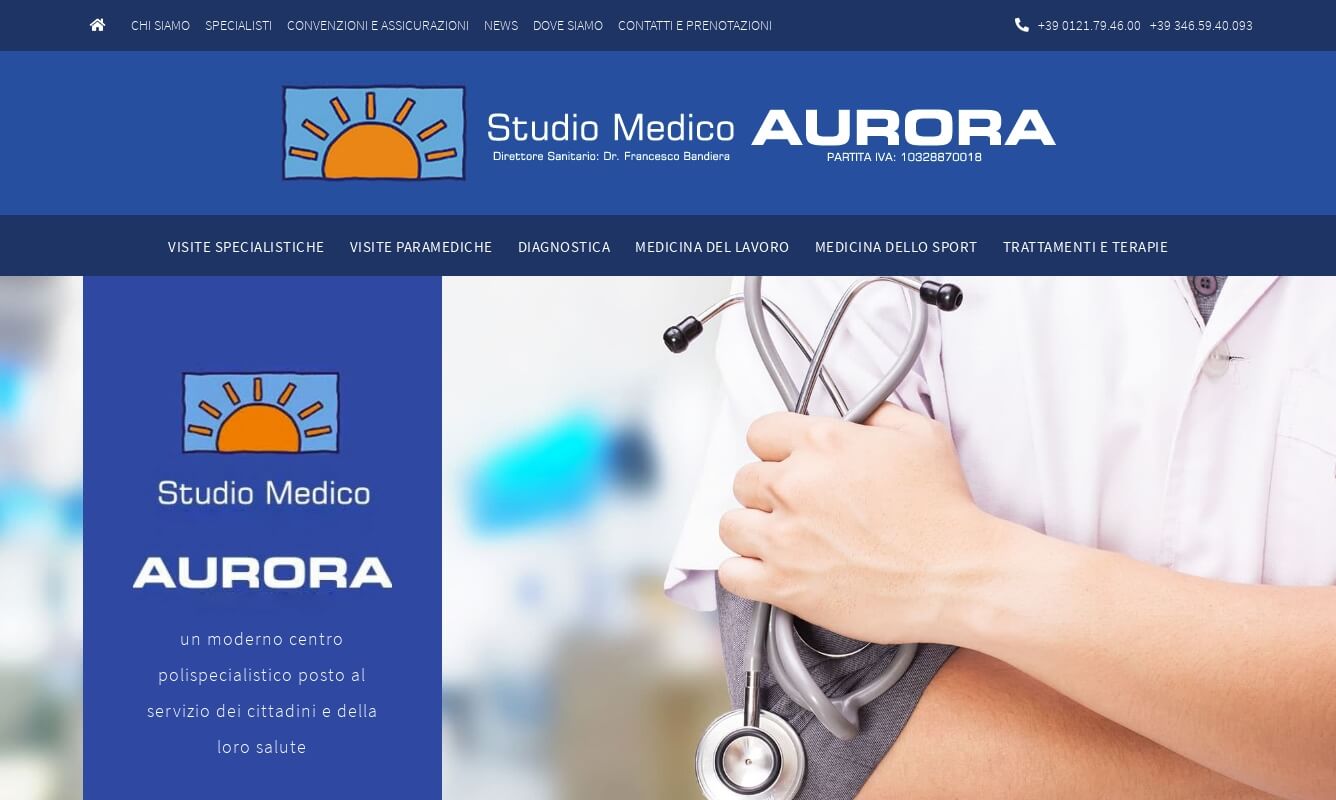 CHI SIAMO SPECIALISTI CONVENZIONI E ASSICURAZIONI NEWS DOVE SIAMO CONTATTI E PRENOTAZIONI +39 0121.79.46.00 +39 346.59.40.093
Studio Medico AURORA
Direttore Sanitario: Dr. Francesco Bandiera PARTITA IVA: 10328870018
VISITE SPECIALISTICHE VISITE PARAMEDICHE DIAGNOSTICA MEDICINA DEL LAVORO MEDICINA DELLO SPORT TRATTAMENTI E TERAPIE
Studio Medico
AURORA
un moderno centro
polispecialistico posto al
servizio dei cittadini e della
loro salute